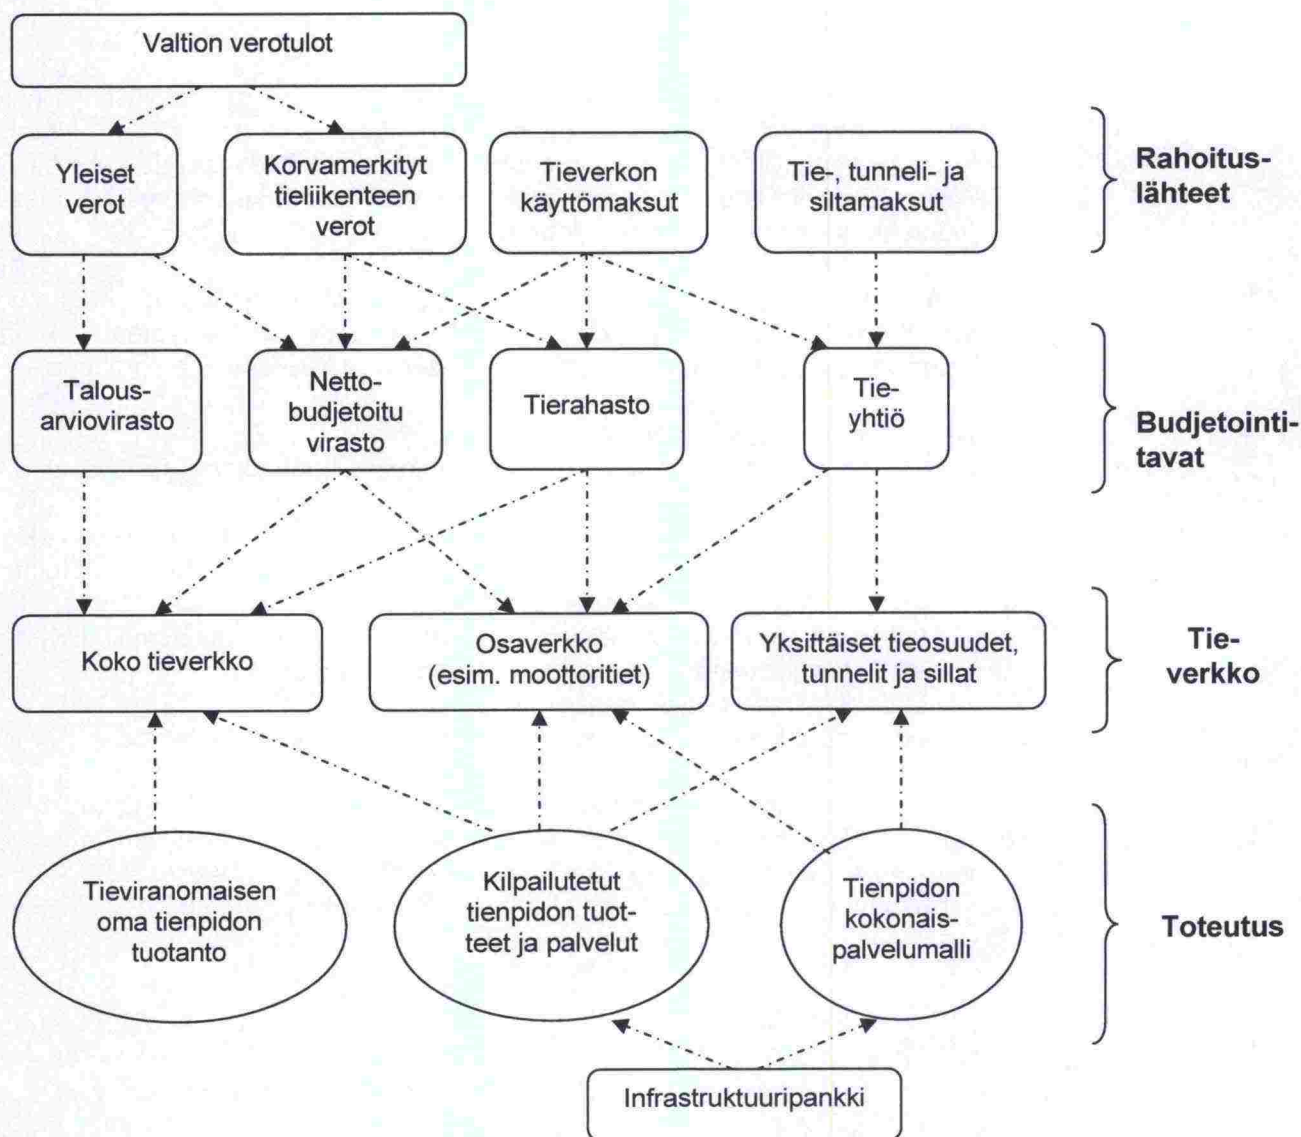 Valtion verotulot
Yleiset
verot
Korvamerkityt
tieliikenteen
verot
Tieverkon
käyttömaksut
Tie-, tunneli- ja
siltamaksut
Rahoitus-
lähteet
Talous-
arviovirasto
Netto-
budjetoitu
virasto
Tierahasto
Tie-
yhtiö
Budjetointi-
tavat
Koko tieverkko
Osaverkko
(esim. moottoritiet)
Yksittäiset tieosuudet,
tunnelit ja sillat
Tie-
verkko
Tieviranomaisen
oma tienpidon
tuotanto
Kilpailutetut
tienpidon tuot-
teet ja palvelut
Tienpidon
kokonais-
palvelumalli
Toteutus
Infrastruktuuripankki